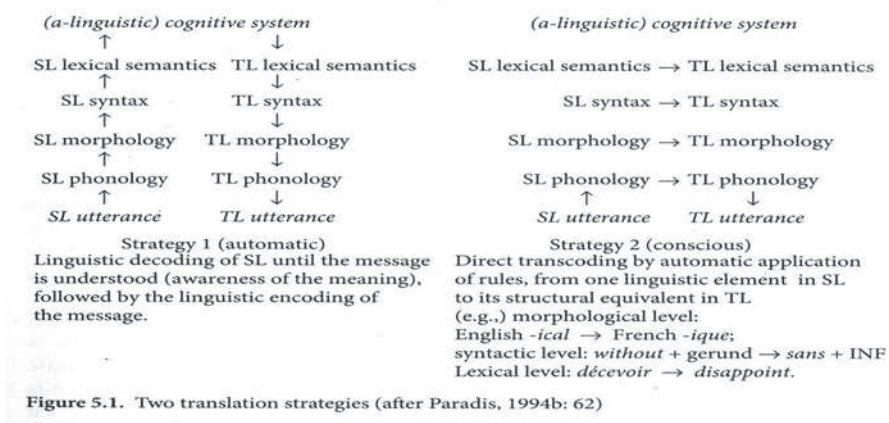 (a-linguistic) cognitive system
↑ ↓
SL lexical semantics TL lexical semantics
↑ ↓
SL syntax TL syntax
↑ ↓
SL morphology TL morphology
↑ ↓
SL phonology TL phonology
↑ ↓
SL utterance TL utterance
Strategy 1 (automatic)
Linguistic decoding of SL until the message
is understood (awareness of the meaning),
followed by the linguistic encoding of
the message.
(a-linguistic) cognitive system
SL lexical semantics → TL lexical semantics
SL syntax → TL syntax
SL morphology → TL morphology
SL phonology → TL phonology
↑ ↓
SL utterance TL utterance
Strategy 2 (conscious)
Direct transcoding by automatic application
of rules, from one linguistic element in SL
to its structural equivalent in TL
(e.g.,) morphological level:
English -ical → French -ique;
syntactic level: without + gerund → sans + INF
Lexical level: décevoir → disappoint.
Figure 5.1. Two translation strategies (after Paradis, 1994b: 62)